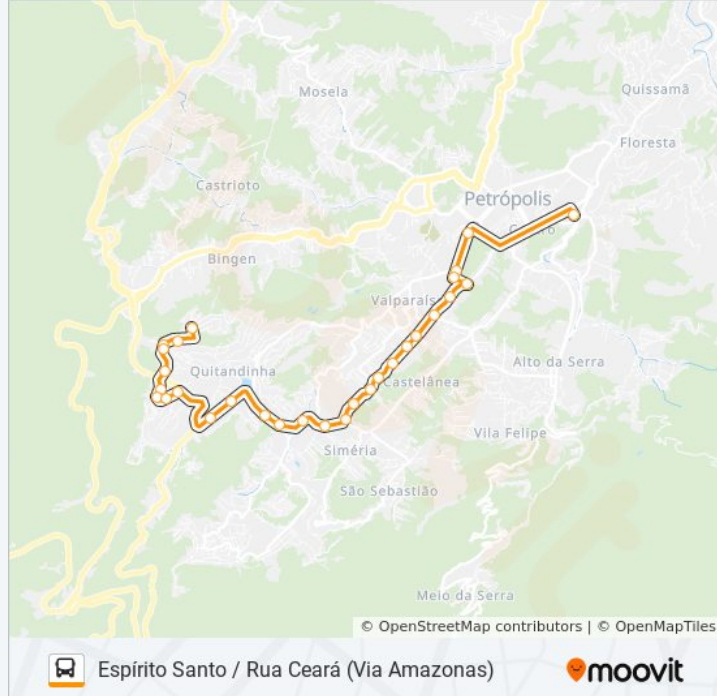 Quissamã
Mosela
Floresta
Castrioto
Petrópolis
Bingen
Valparaís
Quitandinha
Alto da Serra
Castelânea
Vila Felipe
Siméria
São Sebastião
Meio da Serra
© OpenStreetMap contributors | © OpenMapTiles
Espírito Santo / Rua Ceará (Via Amazonas)
moovit